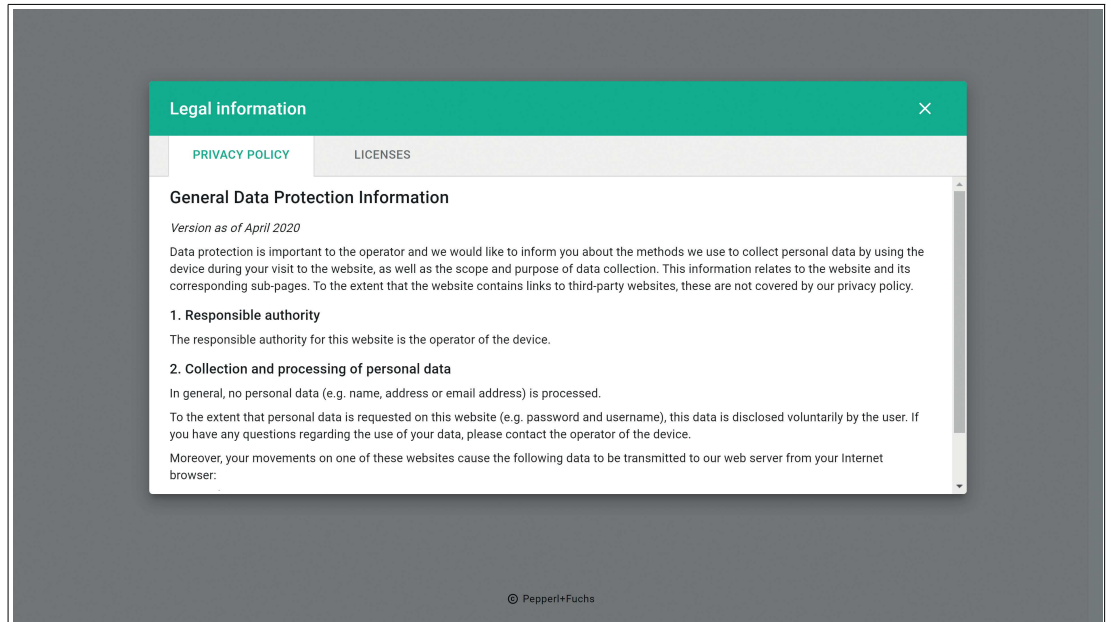 Legal information
PRIVACY POLICY LICENSES
General Data Protection Information
Version as of April 2020
Data protection is important to the operator and we would like to inform you about the methods we use to collect personal data by using the
device during your visit to the website, as well as the scope and purpose of data collection. This information relates to the website and its
corresponding sub-pages. To the extent that the website contains links to third-party websites, these are not covered by our privacy policy.
1. Responsible authority
The responsible authority for this website is the operator of the device.
2. Collection and processing of personal data
In general, no personal data (e.g. name, address or email address) is processed.
To the extent that personal data is requested on this website (e.g. password and username), this data is disclosed voluntarily by the user. If
you have any questions regarding the use of your data, please contact the operator of the device.
Moreover, your movements on one of these websites cause the following data to be transmitted to our web server from your Internet
browser:
© Pepperl+Fuchs